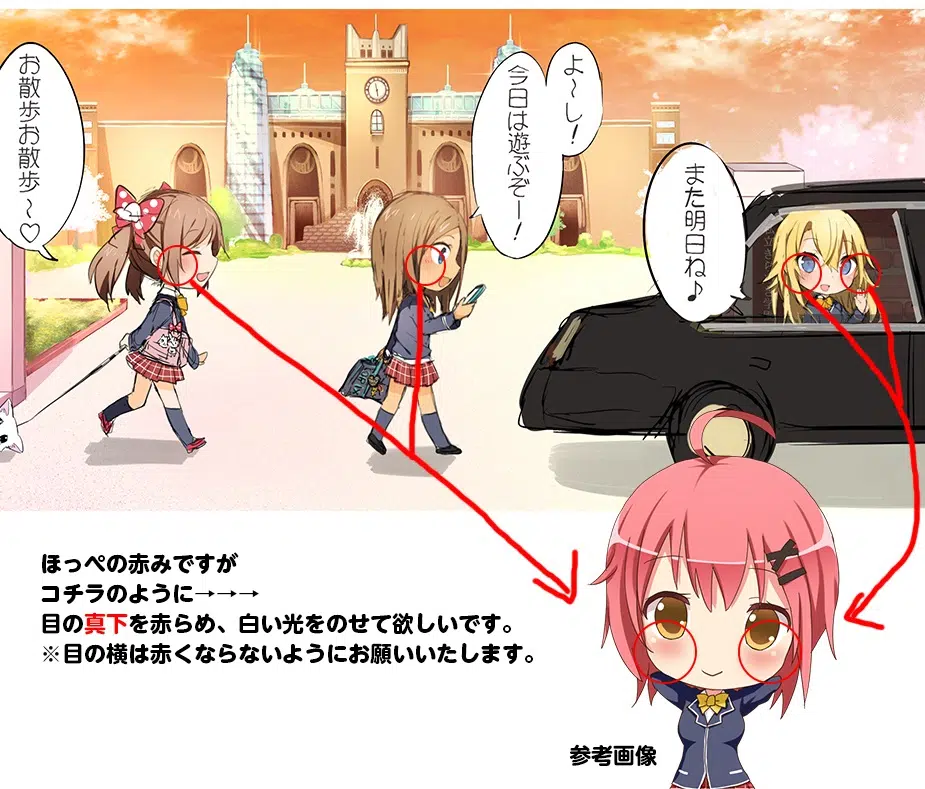 よ～し！
今日は遊ぶぞー！
また明日ね♪
お散歩お散歩～♡
ほっぺの赤みですが
コチラのように→→→
目の真下を赤らめ、白い光をのせて欲しいです。
※目の横は赤くならないようにお願いいたします。
参考画像